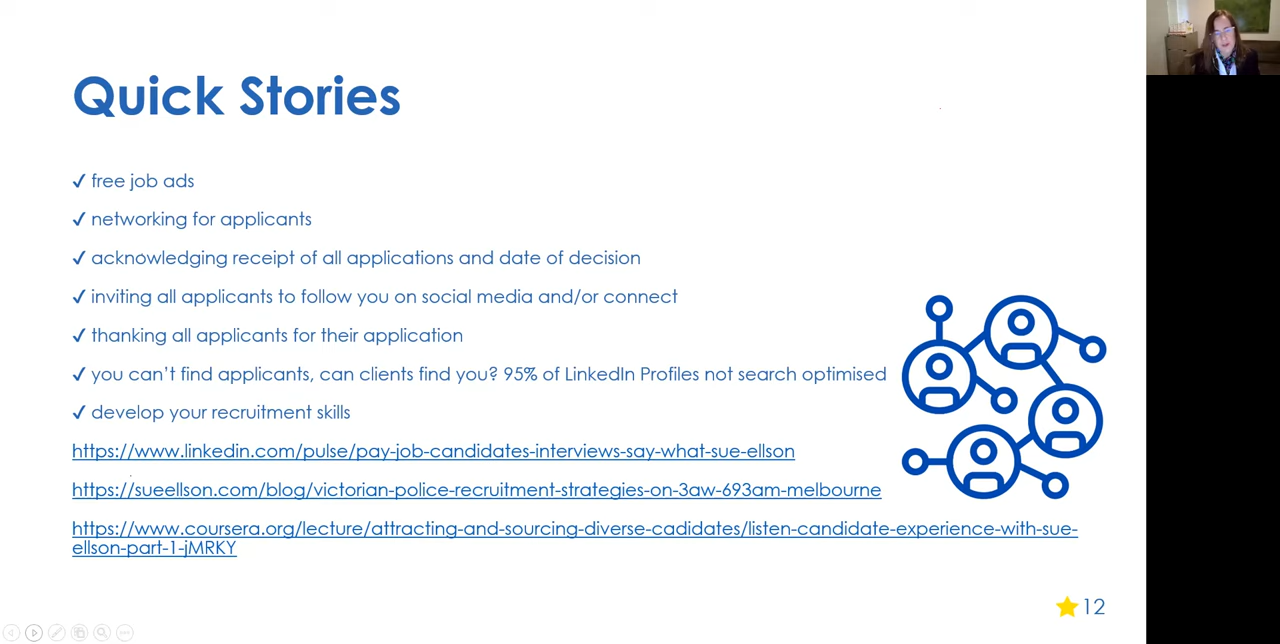 Quick Stories
✓ free job ads
✓ networking for applicants
✓ acknowledging receipt of all applications and date of decision
✓ inviting all applicants to follow you on social media and/or connect
✓ thanking all applicants for their application
✓ you can’t find applicants, can clients find you? 95% of LinkedIn Profiles not search optimised
✓ develop your recruitment skills
https://www.linkedin.com/pulse/pay-job-candidates-interviews-say-what-sue-ellson
https://sueellson.com/blog/victorian-police-recruitment-strategies-on-3aw-693am-melbourne
https://www.coursera.org/lecture/attracting-and-sourcing-diverse-cadidates/listen-candidate-experience-with-sue-
ellson-part-1-jMRKY
12